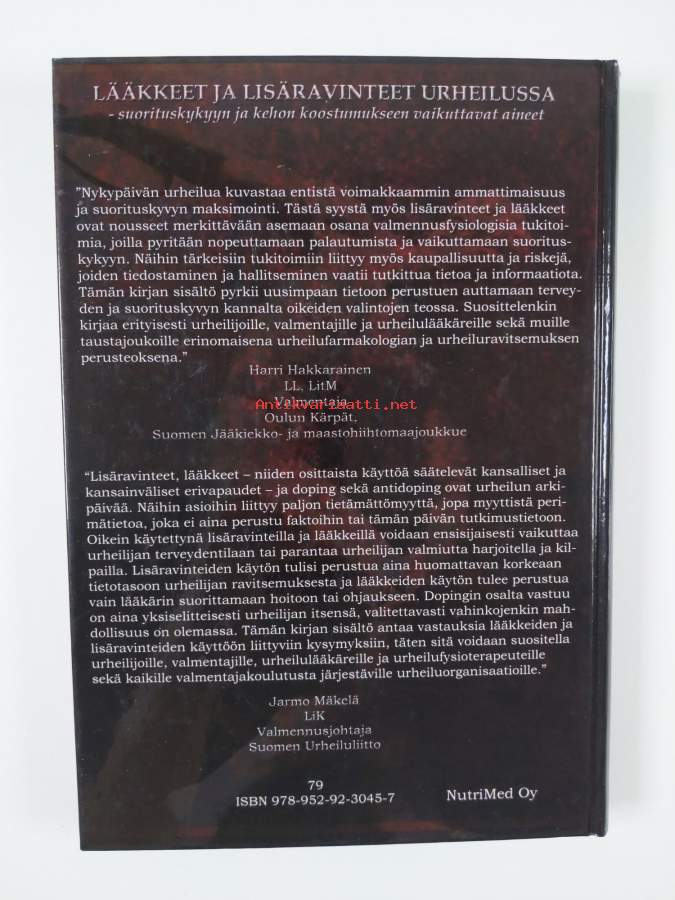 LÄÄKKEET JA LISÄRAVINTEET URHEILUSSA
- suorituskykyyn ja kehon koostumukseen vaikuttavat aineet
"Nykypäivän urheilua kuvastaa entistä voimakkaammin ammattimaisuus
ja suorituskyvyn maksimointi. Tästä syystä myös lisäravinteet ja lääkkeet
ovat nousseet merkittävään asemaan osana valmennusfysiologisia tukitoi-
mia, joilla pyritään nopeuttamaan palautumista ja vaikuttamaan suoritus-
kykyyn. Näihin tärkeisiin tukitoimiin liittyy myös kaupallisuutta ja riskejä,
joiden tiedostaminen ja hallitseminen vaatii tutkittua tietoa ja informaatiota.
Tämän kirjan sisältö pyrkii uusimpaan tietoon perustuen auttamaan tervey-
den ja suorituskyvyn kannalta oikeiden valintojen teossa. Suosittelenkin
kirjaa erityisesti urheilijoille, valmentajille ja urheilulääkäreille sekä muille
taustajoukoille erinomaisena urheilufarmakologian ja urheiluravitsemuksen
perusteoksena."
Harri Hakkarainen
LL, LitM
Valmentaja
Antikvariaatti.net
Oulun Kärpät,
Suomen Jääkiekko- ja maastohiihtomaajoukkue
"Lisäravinteet, lääkkeet – niiden osittaista käyttöä säätelevät kansalliset ja
kansainväliset erivapaudet – ja doping sekä antidoping ovat urheilun arki-
päivää. Näihin asioihin liittyy paljon tietämättömyyttä, jopa myyttistä peri-
mätietoa, joka ei aina perustu faktoihin tai tämän päivän tutkimustietoon.
Oikein käytettynä lisäravinteilla ja lääkkeillä voidaan ensisijaisesti vaikuttaa
urheilijan terveydentilaan tai parantaa urheilijan valmiutta harjoitella ja kil-
pailla. Lisäravinteiden käytön tulisi perustua aina huomattavan korkeaan
tietotasoon urheilijan ravitsemuksesta ja lääkkeiden käytön tulee perustua
vain lääkärin suorittamaan hoitoon tai ohjaukseen. Dopingin osalta vastuu
on aina yksiselitteisesti urheilijan itsensä, valitettavasti vahinkojenkin mah-
dollisuus on olemassa. Tämän kirjan sisältö antaa vastauksia lääkkeiden ja
lisäravinteiden käyttöön liittyviin kysymyksiin, täten sitä voidaan suositella
urheilijoille, valmentajille, urheilulääkäreille ja urheilufysioterapeuteille
sekä kaikille valmentajakoulutusta järjestäville urheiluorganisaatioille."
Jarmo Mäkelä
LiK
Valmennusjohtaja
Suomen Urheiluliitto
79
ISBN 978-952-92-3045-7
NutriMed Oy